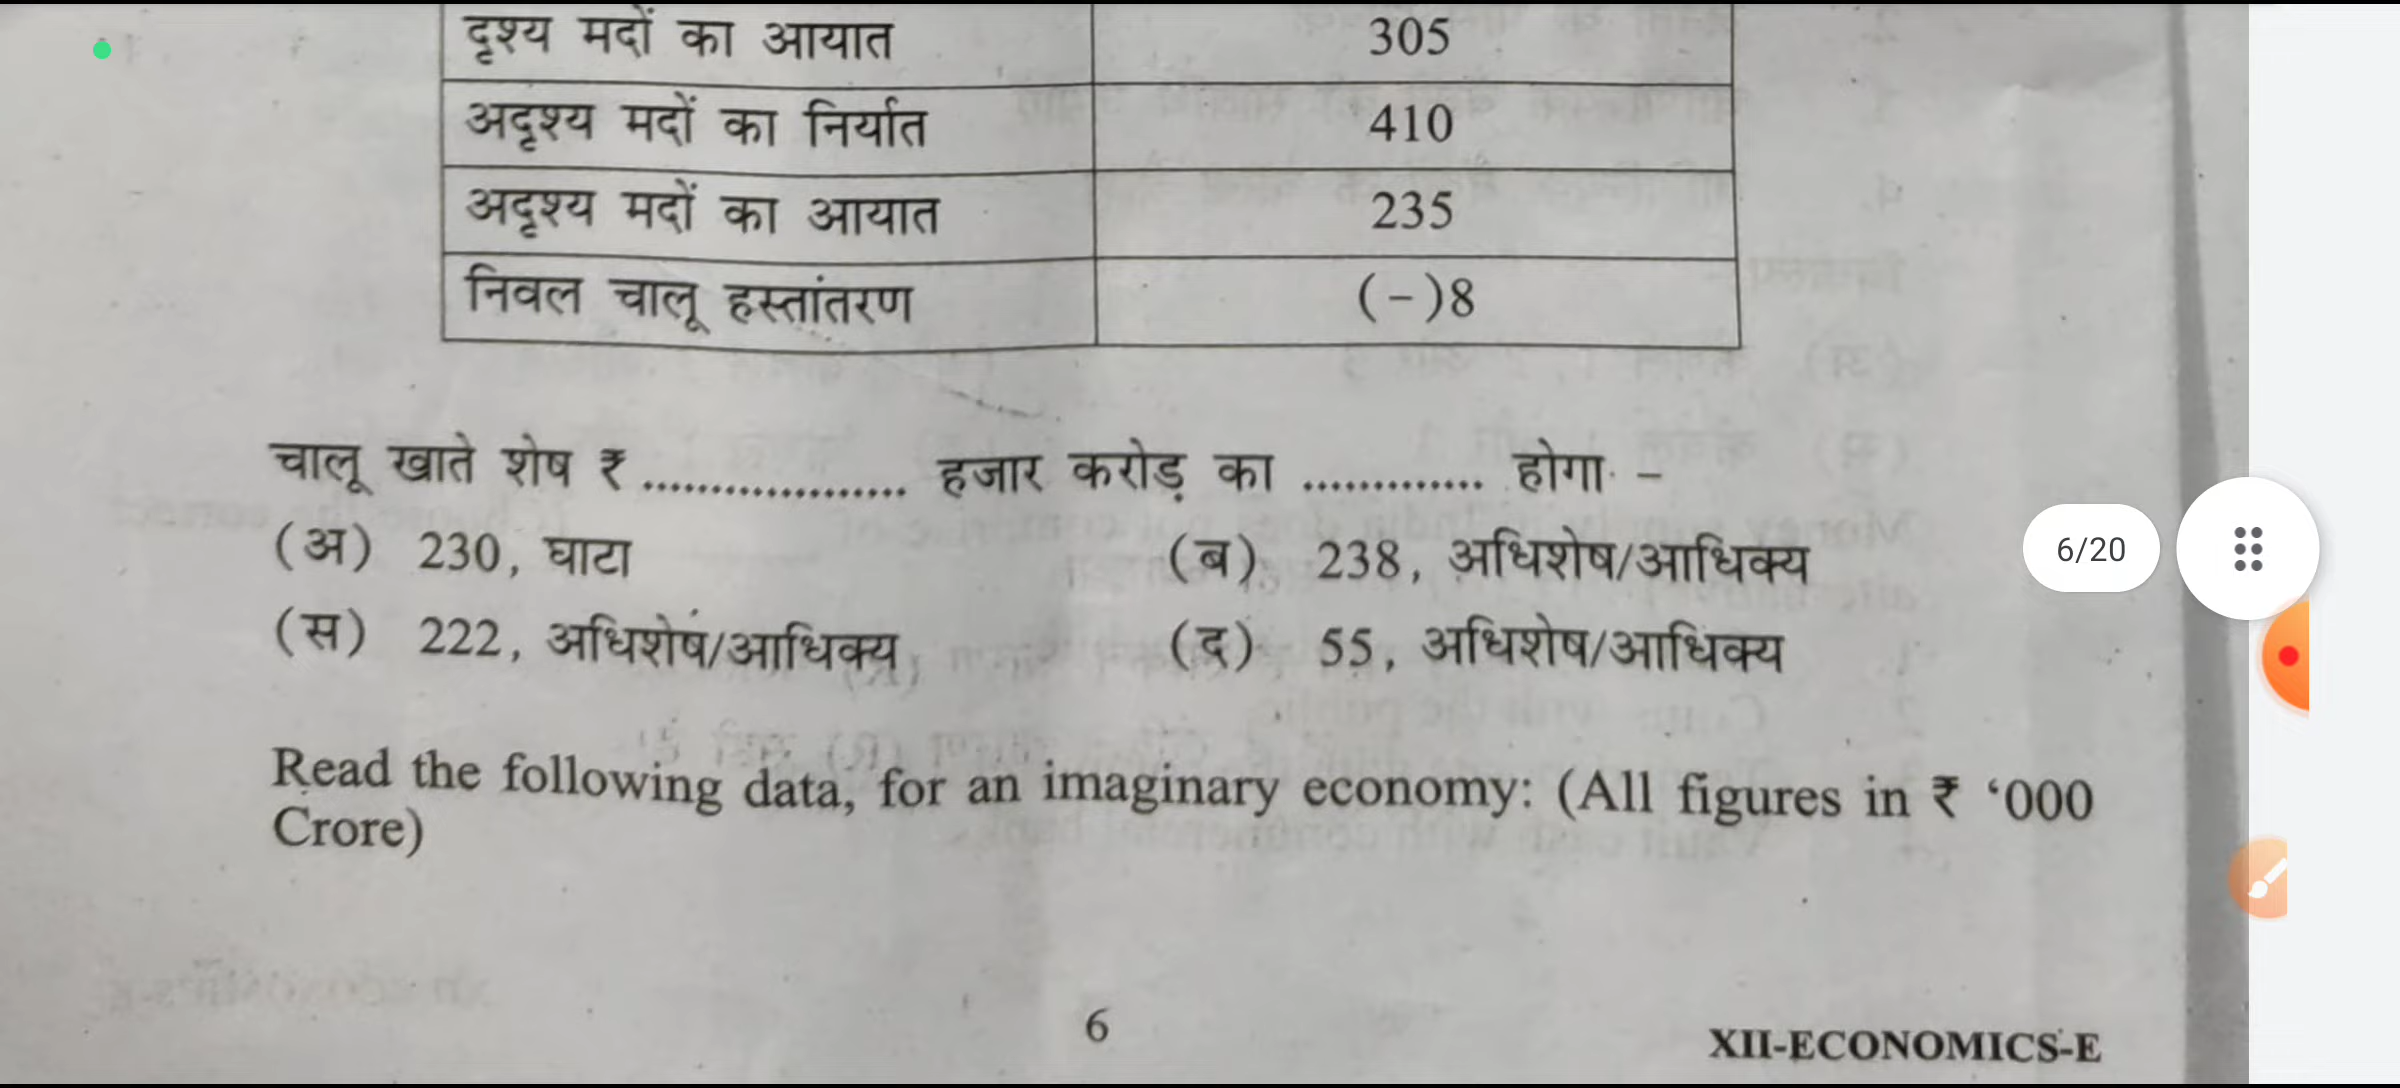 दृश्य मदों का आयात 305
अदृश्य मदों का निर्यात 410
अदृश्य मदों का आयात 235
निवल चालू हस्तांतरण (-)8
चालू खाते शेष ₹ ................... हजार करोड़ का ............. होगा –
(अ) 230, घाटा (ब) 238, अधिशेष/आधिक्य
(स) 222, अधिशेष/आधिक्य (द) 55, अधिशेष/आधिक्य
6/20
Read the following data, for an imaginary economy: (All figures in ₹ ‘000
Crore)
6
XII-ECONOMICS-E